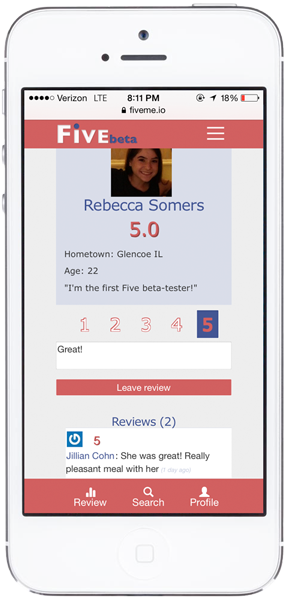 Verizon LTE 8:11 PM 18%
fiveme.io
Five beta
Rebecca Somers
5.0
Hometown: Glencoe IL
Age: 22
"I'm the first Five beta-tester!"
1 2 3 4 5
Great!
Leave review
Reviews (2)
5
Jillian Cohn: She was great! Really
pleasant meal with her (1 day ago)
Review Search Profile